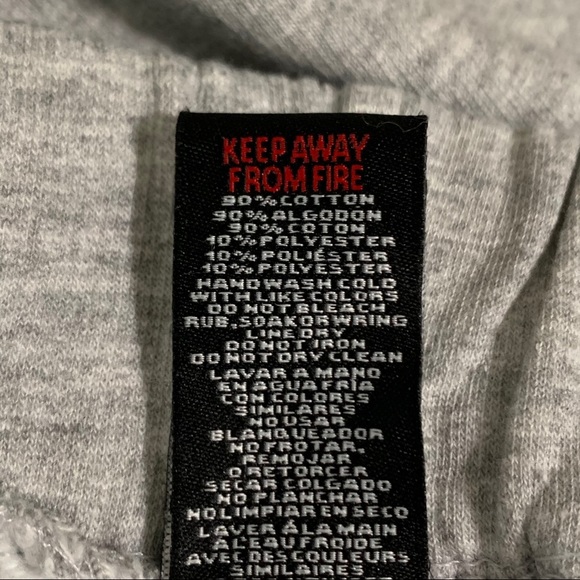 KEEP AWAY
FROM FIRE
90% COTTON
90% ALGODÓN
90% COTON
10% POLYESTER
10% POLIÉSTER
10% POLYESTER
HANDWASH COLD
WITH LIKE COLORS
DO NOT BLEACH
RUB, SOAK OR WRING
LINE DRY
DO NOT IRON
DO NOT DRY CLEAN
LAVAR A MANO
EN AGUA FRÍA
CON COLORES
SIMILARES
NO USAR
BLANQUEADOR
NO FROTAR,
REMOJAR
O RETORCER
SECAR COLGADO
NO PLANCHAR
NO LIMPIAR EN SECO
LAVER À LA MAIN
À L'EAU FROIDE
AVEC DES COULEURS
SIMILAIRES